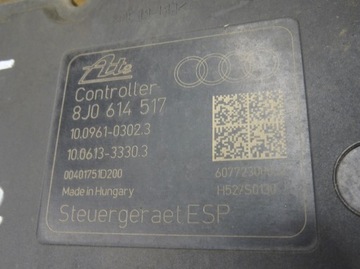 Ate
Controller
8J0 614 517
10.0961-0302.3
10.0613-3330.3
00401751D200
Made in Hungary
Steuergeraet ESP